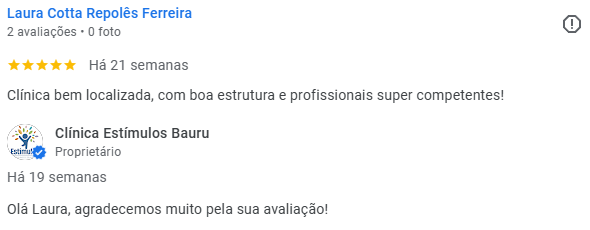 Laura Cotta Repolês Ferreira
2 avaliações • 0 foto
Há 21 semanas
Clínica bem localizada, com boa estrutura e profissionais super competentes!
Estímulos
Clínica Estímulos Bauru
Proprietário
Há 19 semanas
Olá Laura, agradecemos muito pela sua avaliação!